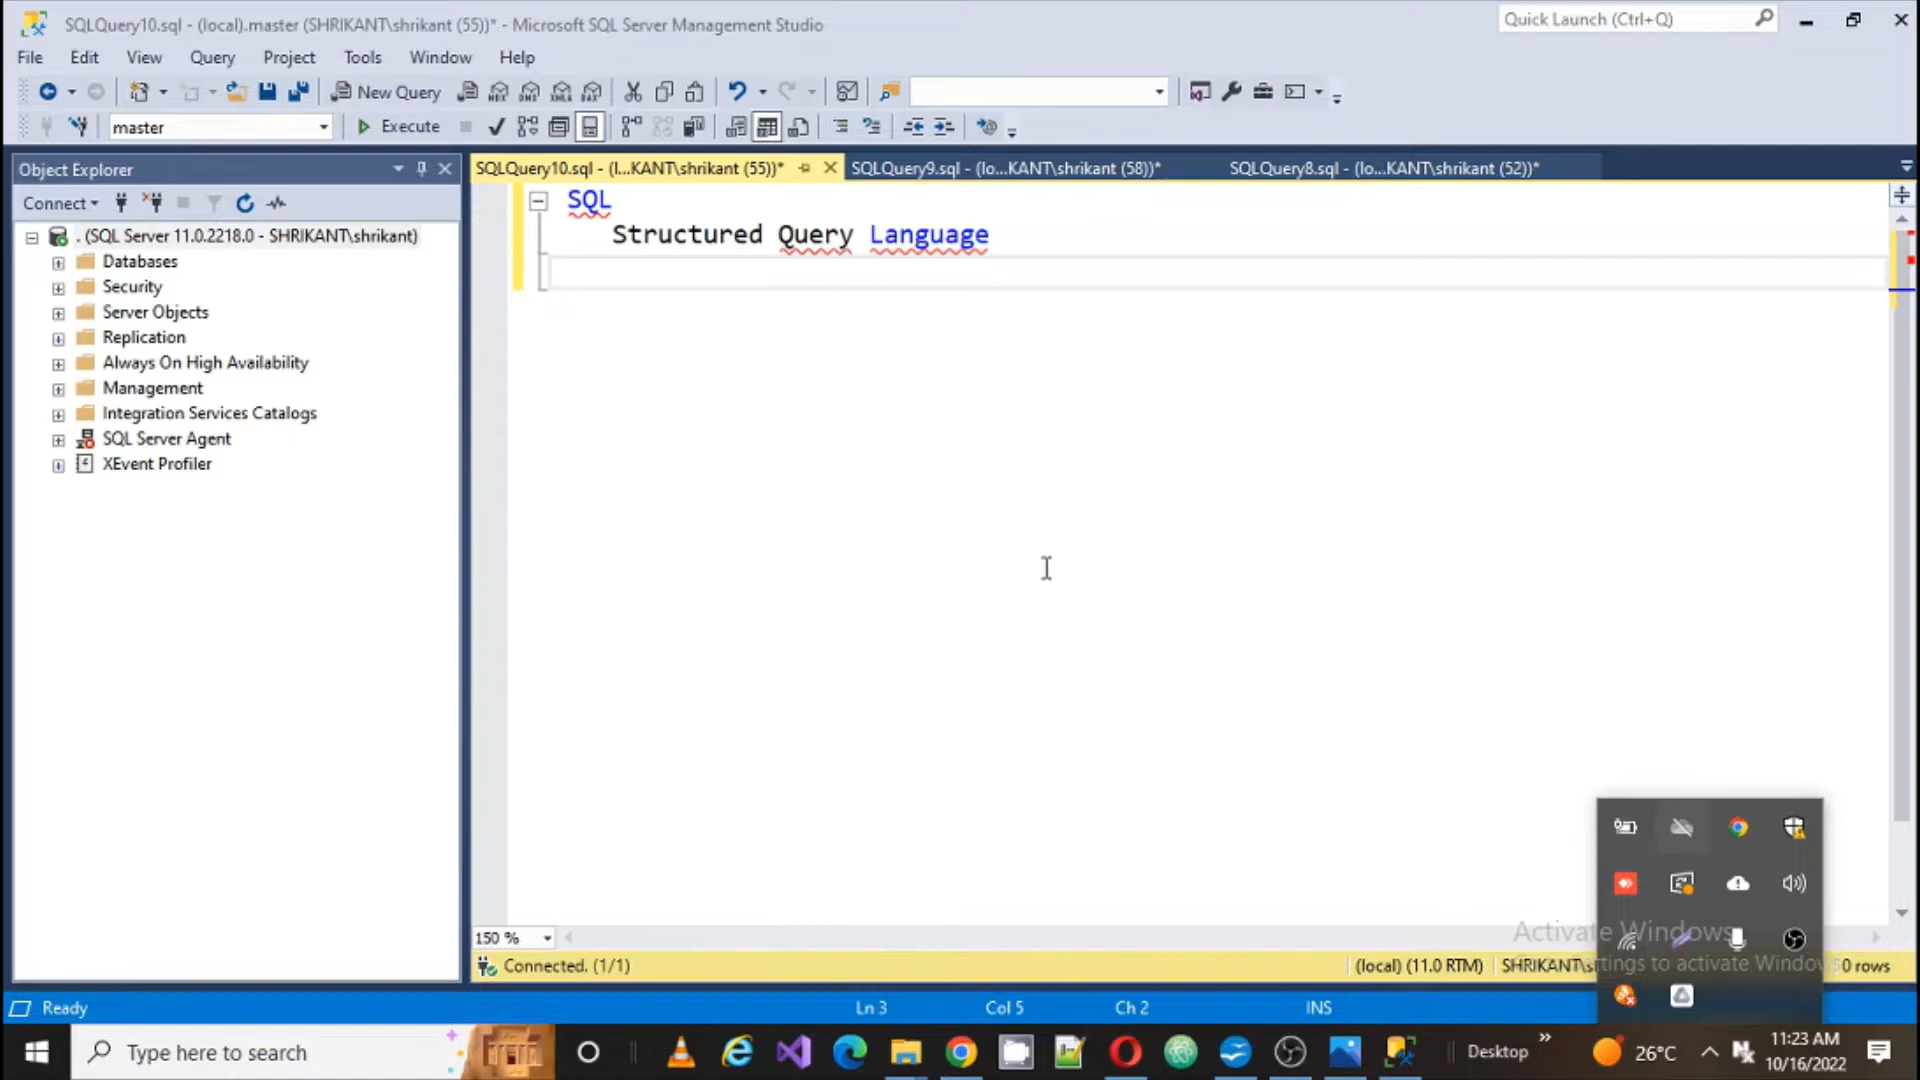 SQLQuery10.sql - (local).master (SHRIKANT\shrikant (55))* - Microsoft SQL Server Management Studio
Quick Launch (Ctrl+Q)
File Edit View Query Project Tools Window Help
New Query
master
Execute
Object Explorer
SQLQuery10.sql - (l...KANT\shrikant (55))*
SQLQuery9.sql - (lo...KANT\shrikant (58))*
SQLQuery8.sql - (lo...KANT\shrikant (52))*
Connect
. (SQL Server 11.0.2218.0 - SHRIKANT\shrikant)
Databases
Security
Server Objects
Replication
Always On High Availability
Management
Integration Services Catalogs
SQL Server Agent
XEvent Profiler
SQL
Structured Query Language
150 %
Activate Windows
Connected. (1/1)
(local) (11.0 RTM)
ttings to activate Windo
0 rows
Ready
Ln 3
Col 5
Ch 2
INS
Type here to search
Desktop
26°C
11:23 AM
10/16/2022